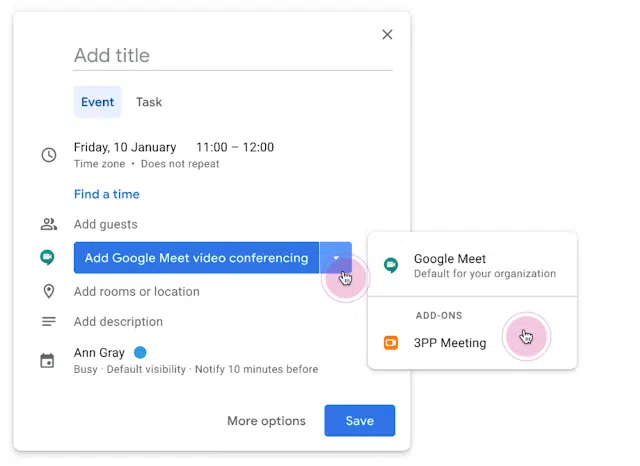 Add title
Event Task
Friday, 10 January 11:00 – 12:00
Time zone • Does not repeat
Find a time
Add guests
Add Google Meet video conferencing
Add rooms or location
Add description
Ann Gray
Busy · Default visibility · Notify 10 minutes before
More options Save
Google Meet
Default for your organization
ADD-ONS
3PP Meeting